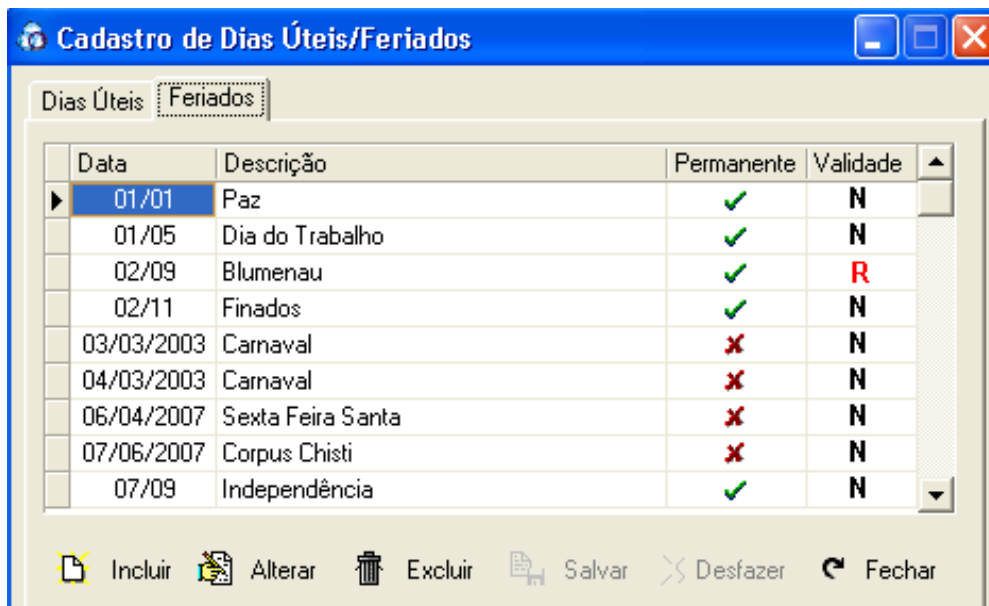 Cadastro de Dias Úteis/Feriados
Dias Úteis Feriados
Data Descrição Permanente Validade
01/01 Paz N
01/05 Dia do Trabalho N
02/09 Blumenau R
02/11 Finados N
03/03/2003 Carnaval N
04/03/2003 Carnaval N
06/04/2007 Sexta Feira Santa N
07/06/2007 Corpus Chisti N
07/09 Independência N
Incluir Alterar Excluir Salvar Desfazer Fechar